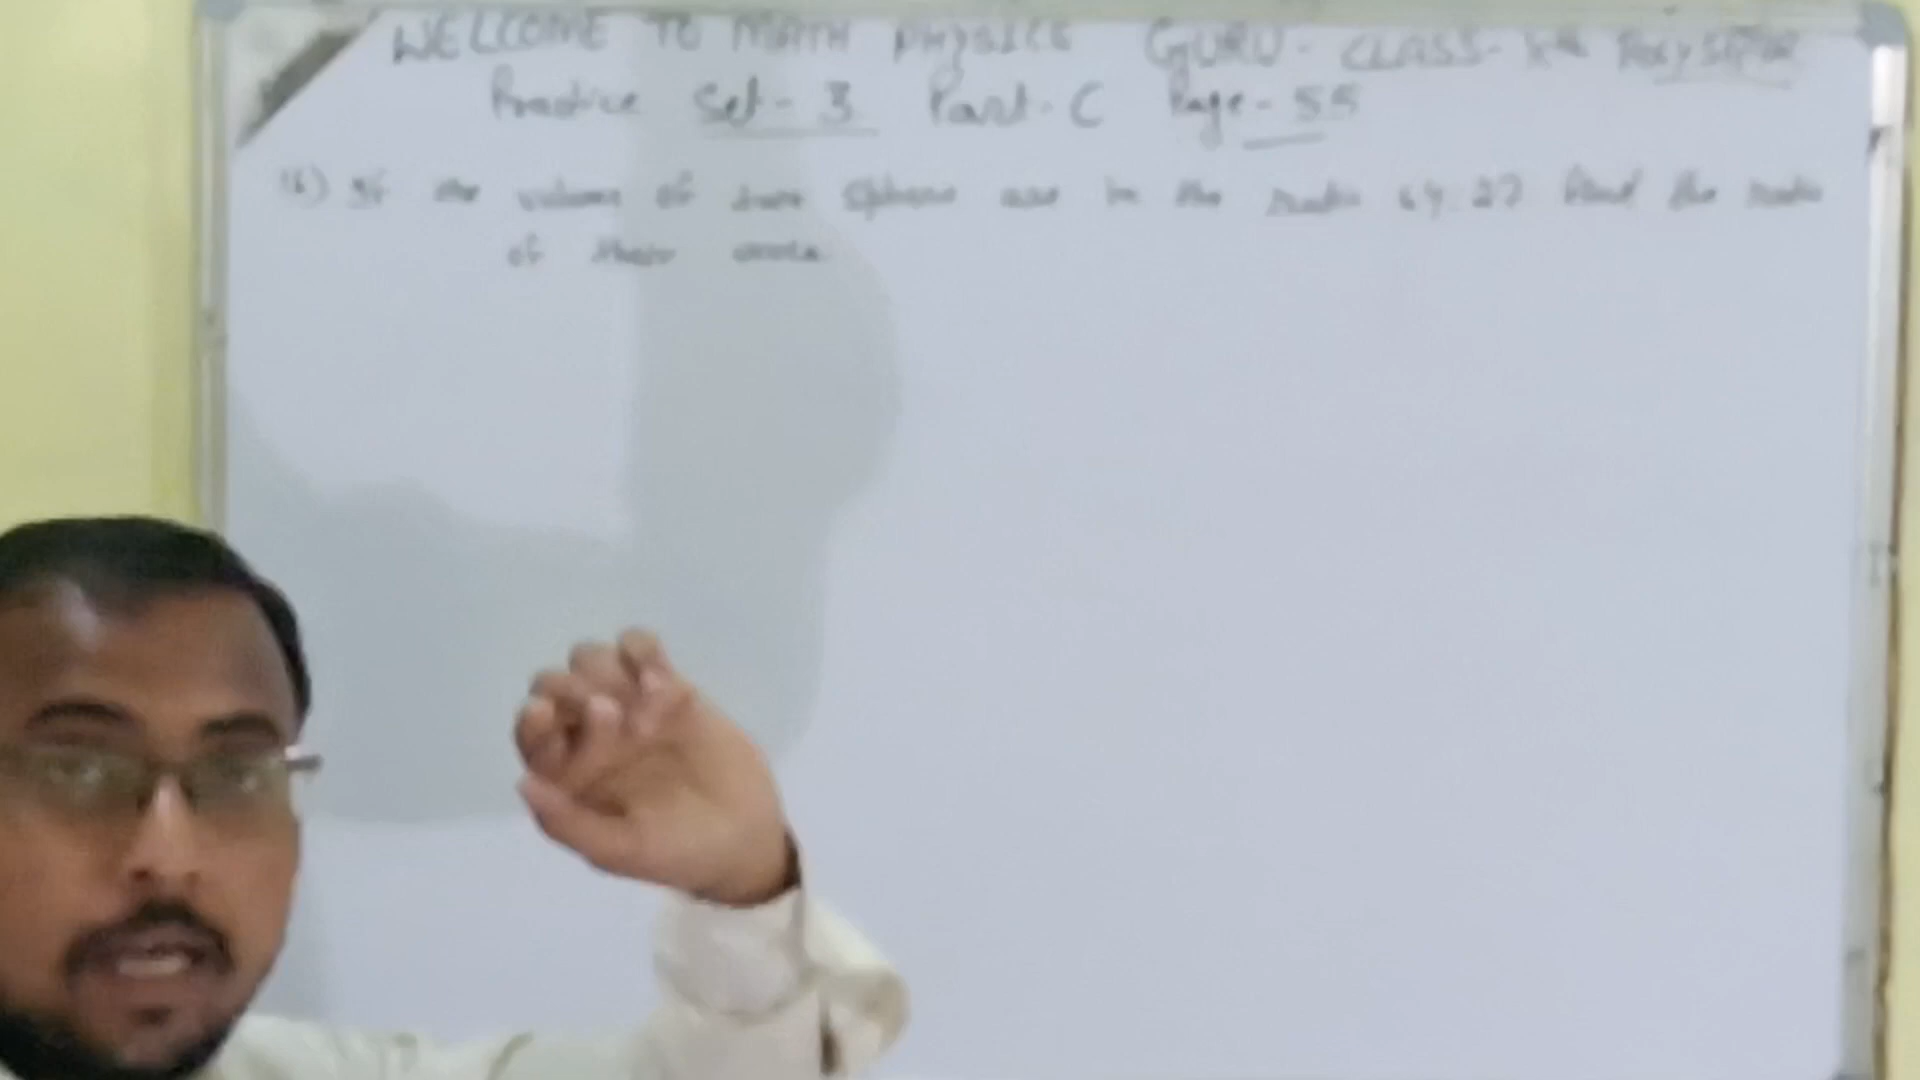 WELCOME TO MATH PHYSICS GURU - CLASS - Xth
Practice Set - 3 Part - C Page - 55
16) If the volume of two Sphere are in the ratio 64:27 Find the ratio
of their areas